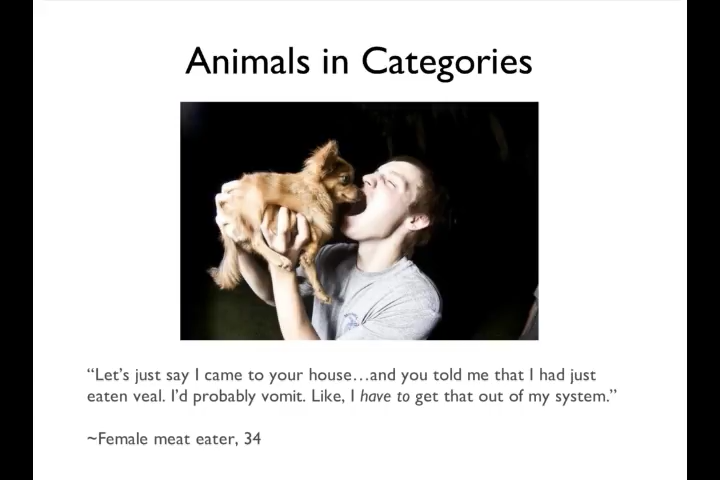 Animals in Categories
“Let’s just say I came to your house…and you told me that I had just
eaten veal. I’d probably vomit. Like, I have to get that out of my system.”
~Female meat eater, 34